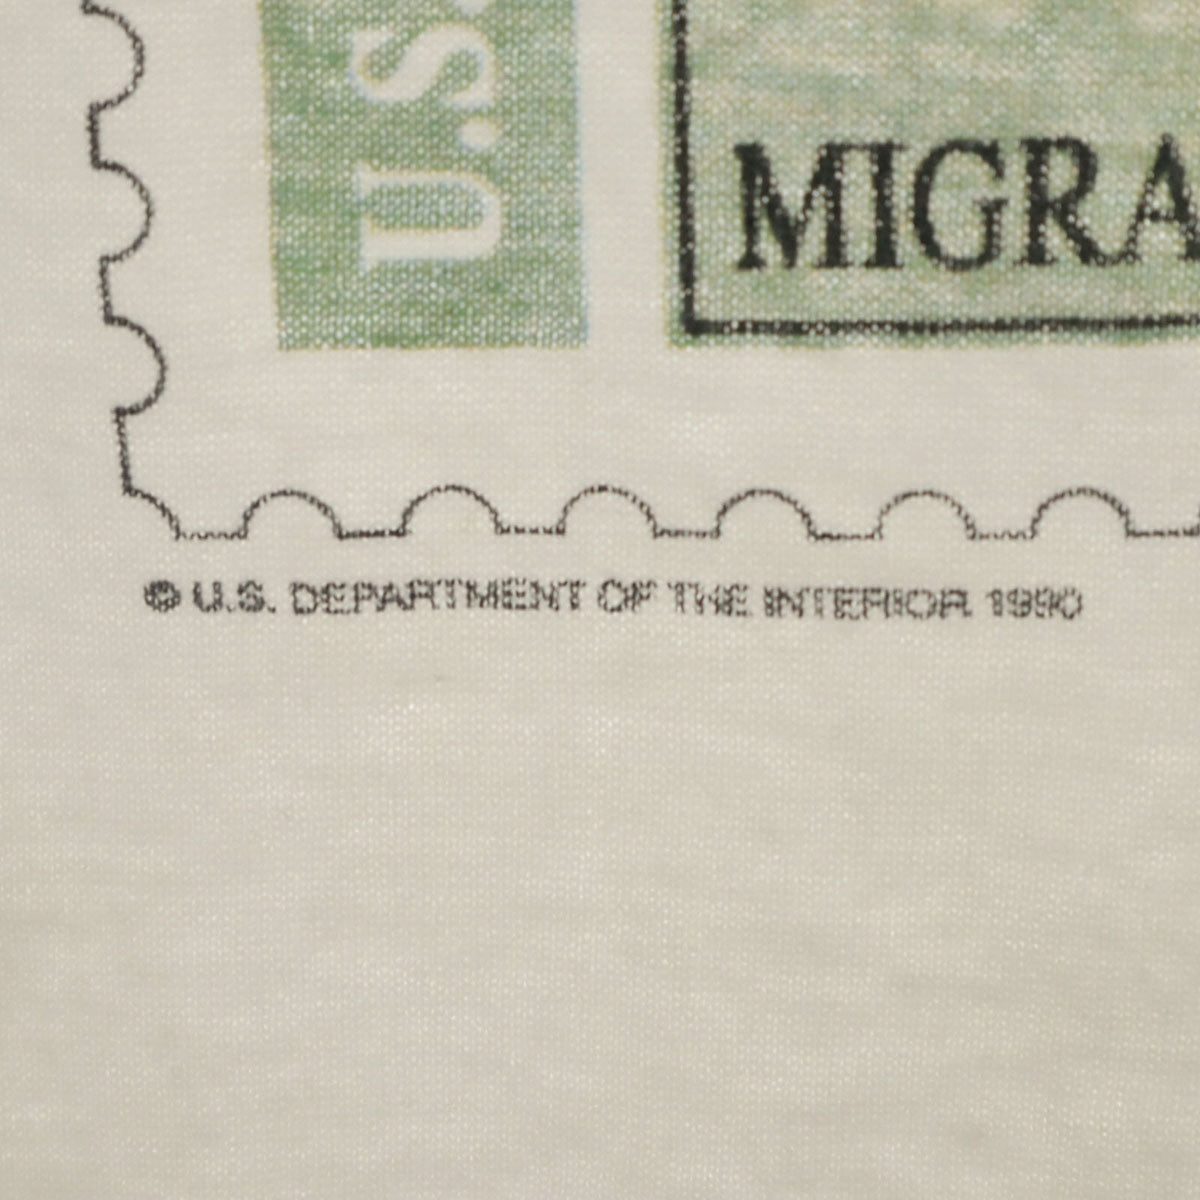 U.S.
MIGRA
© U.S. DEPARTMENT OF THE INTERIOR 1990